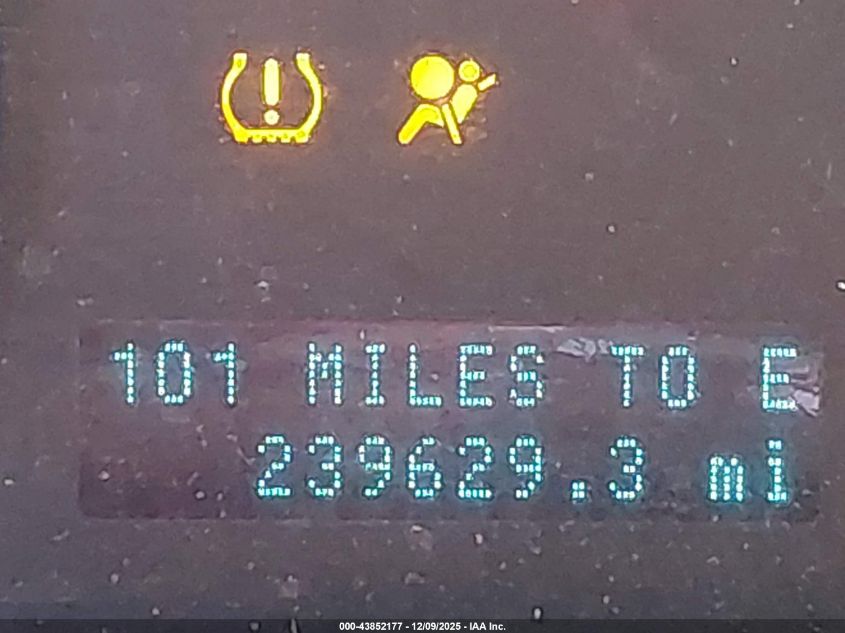 101 MILES TO E
239629.3 mi
000-43852177 - 12/09/2025 - IAA Inc.